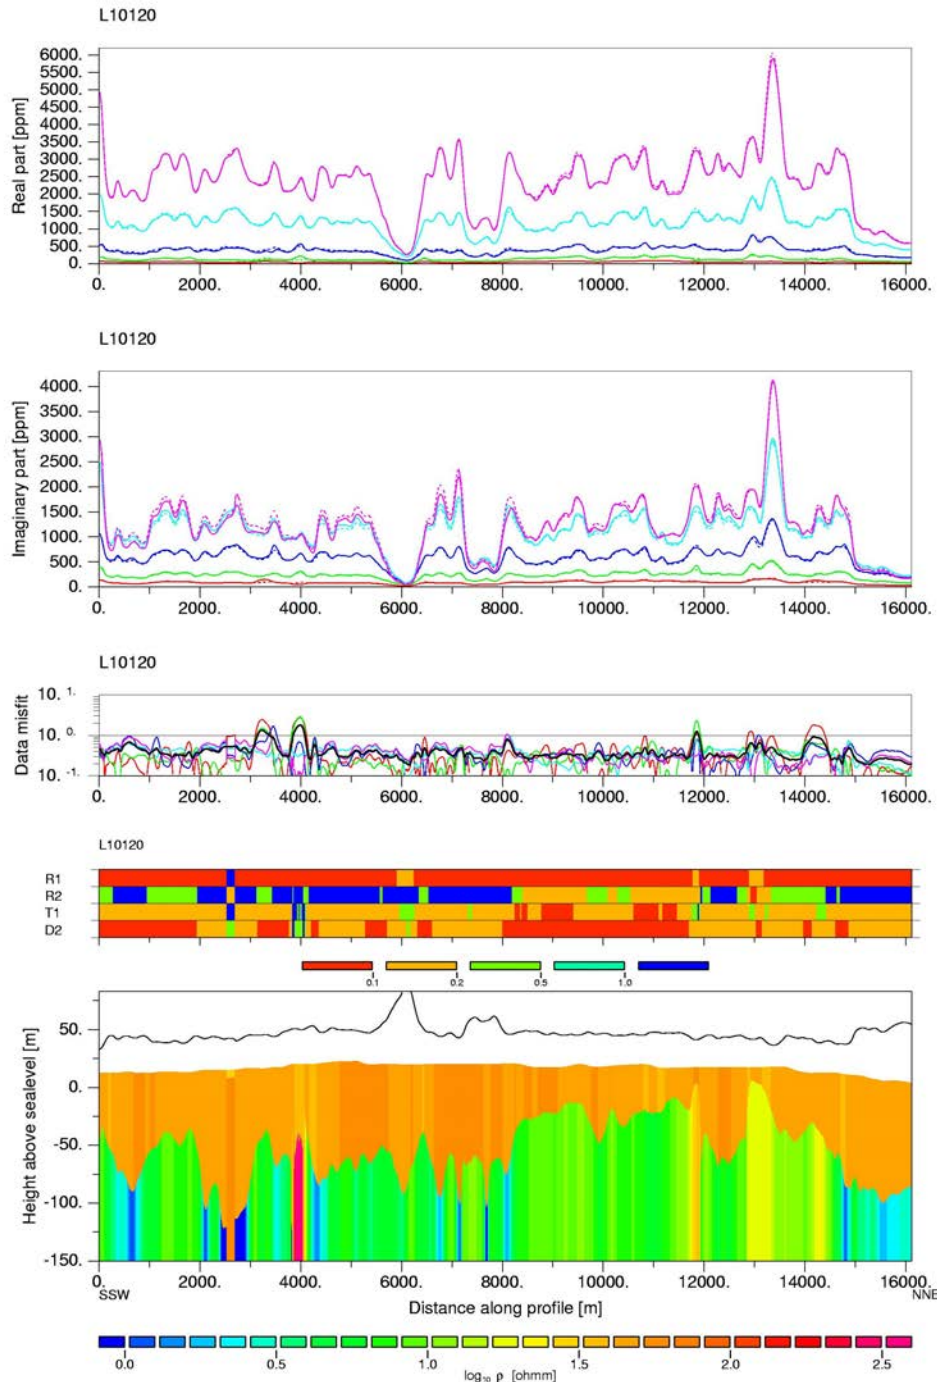 L10120
Real part [ppm]
6000.
5500.
5000.
4500.
4000.
3500.
3000.
2500.
2000.
1500.
1000.
500.
0.
0. 2000. 4000. 6000. 8000. 10000. 12000. 14000. 16000.
L10120
Imaginary part [ppm]
4000.
3500.
3000.
2500.
2000.
1500.
1000.
500.
0.
0. 2000. 4000. 6000. 8000. 10000. 12000. 14000. 16000.
L10120
Data misfit
10. 1.
10. 0.
10. -1.
0. 2000. 4000. 6000. 8000. 10000. 12000. 14000. 16000.
L10120
R1
R2
T1
D2
0.1 0.2 0.5 1.0
Height above sealevel [m]
50.
0.
-50.
-100.
-150.
0. 2000. 4000. 6000. 8000. 10000. 12000. 14000. 16000.
SSW NNE
Distance along profile [m]
0.0 0.5 1.0 1.5 2.0 2.5
log₁₀ ρ [ohmm]